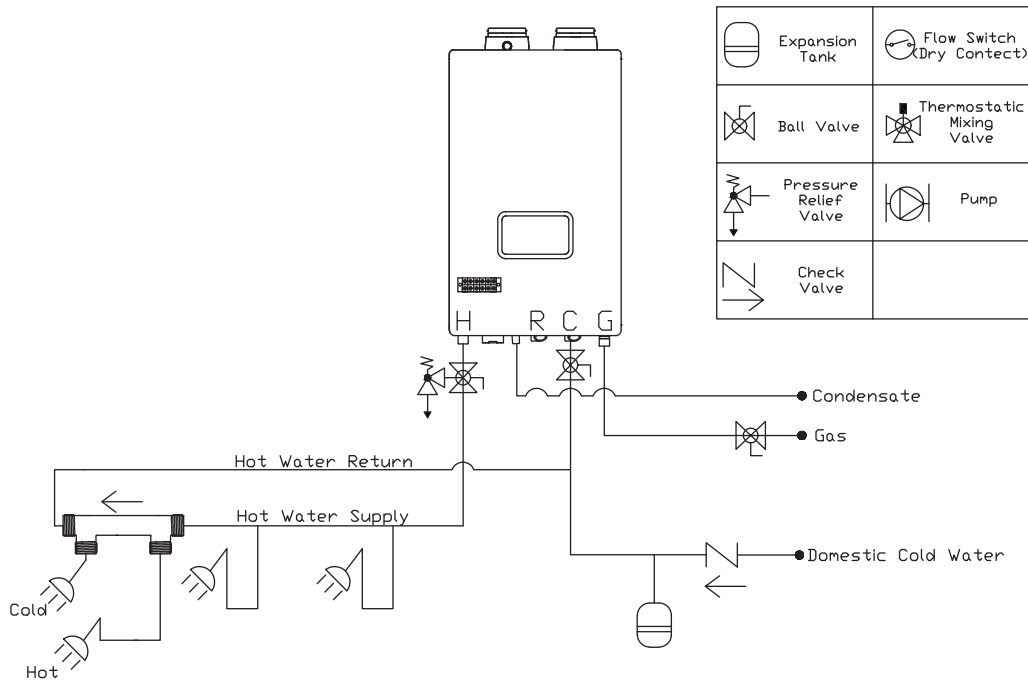 Expansion
Tank
Flow Switch
(Dry Contect)
Ball Valve
Thermostatic
Mixing
Valve
Pressure
Relief
Valve
Pump
Check
Valve
H R C G
Condensate
Gas
Hot Water Return
Hot Water Supply
Domestic Cold Water
Cold
Hot